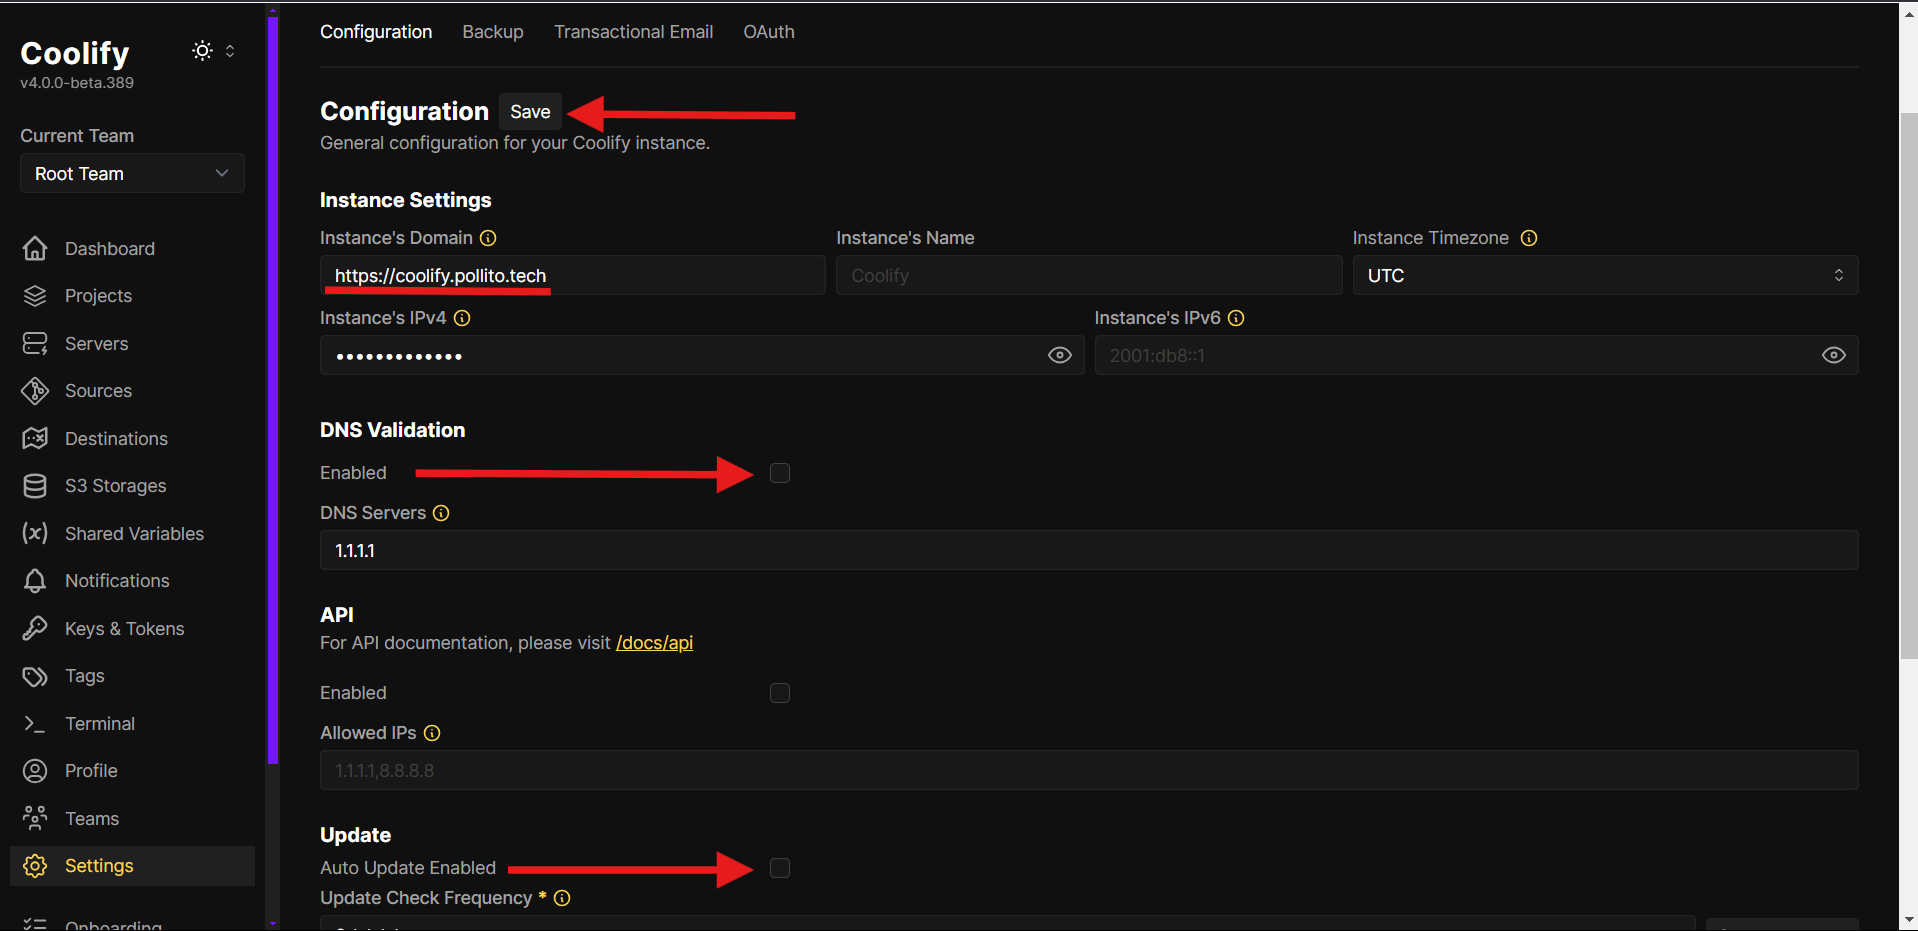 Coolify
v4.0.0-beta.389
Current Team
Root Team
Dashboard
Projects
Servers
Sources
Destinations
S3 Storages
Shared Variables
Notifications
Keys & Tokens
Tags
Terminal
Profile
Teams
Settings
Onboarding
Configuration Backup Transactional Email OAuth
Configuration Save
General configuration for your Coolify instance.
Instance Settings
Instance's Domain Instance's Name Instance Timezone
https://coolify.pollito.tech Coolify UTC
Instance's IPv4 Instance's IPv6
••••••••••••• 2001:db8::1
DNS Validation
Enabled
DNS Servers
1.1.1.1
API
For API documentation, please visit /docs/api
Enabled
Allowed IPs
1.1.1.1,8.8.8.8
Update
Auto Update Enabled
Update Check Frequency *